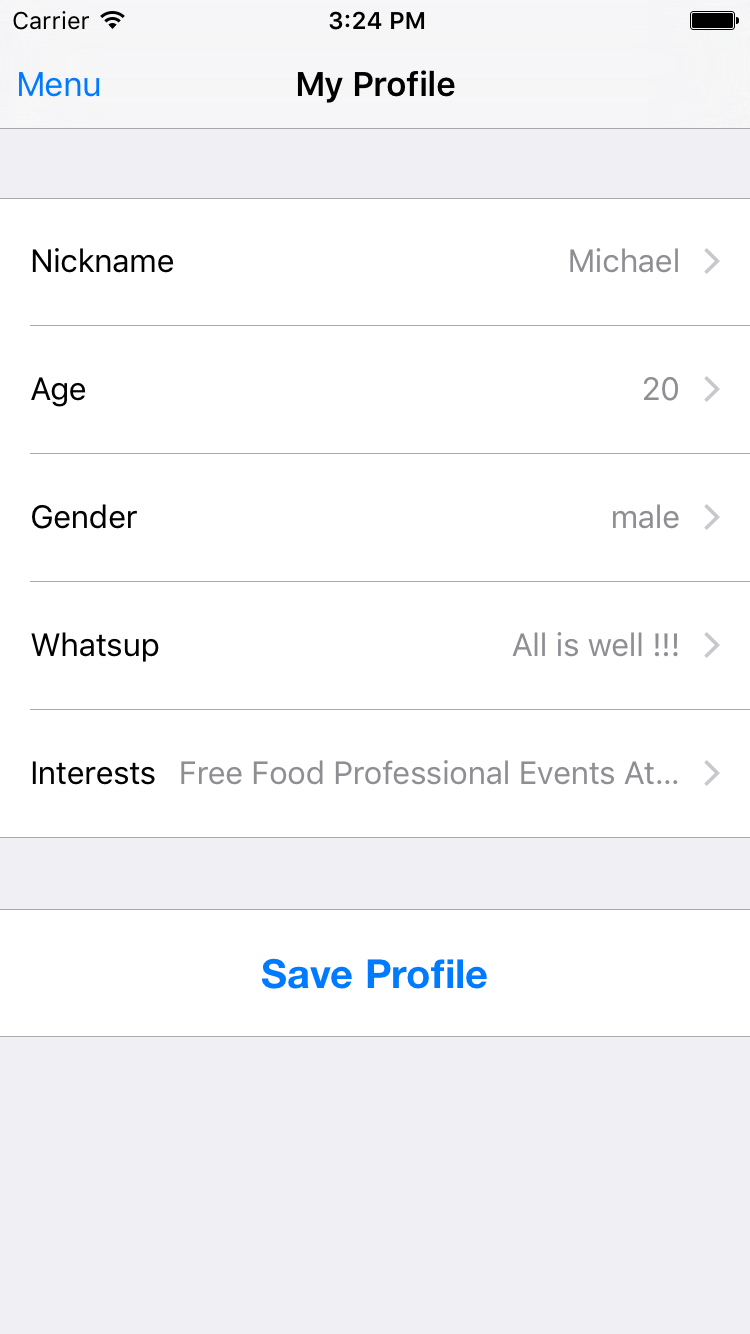 Carrier 3:24 PM
Menu My Profile
Nickname Michael
Age 20
Gender male
Whatsup All is well !!!
Interests Free Food Professional Events At...
Save Profile